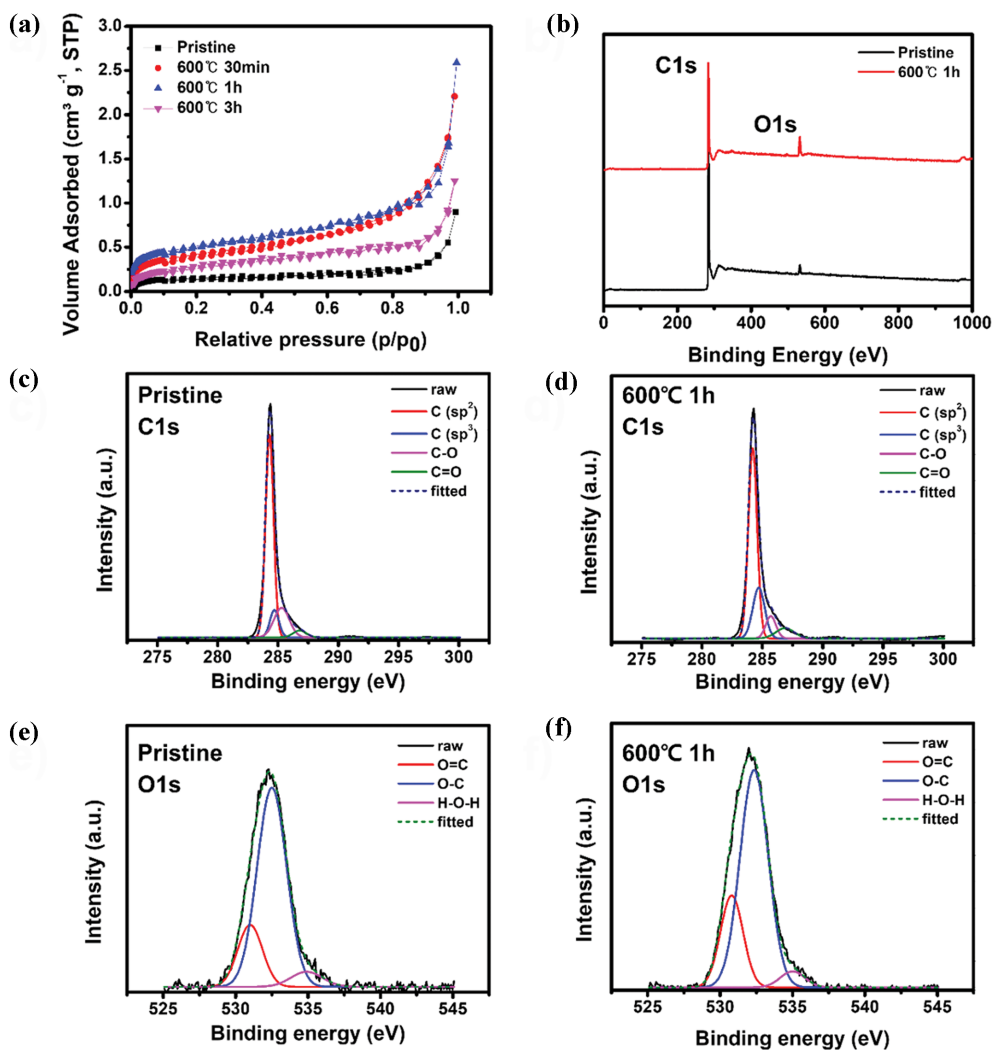 (a)
3.0
2.5
2.0
1.5
1.0
0.5
0.0
Volume Adsorbed (cm³ g⁻¹, STP)
Pristine
600℃ 30min
600℃ 1h
600℃ 3h
0.0 0.2 0.4 0.6 0.8 1.0
Relative pressure (p/p₀)
(b)
Pristine
600℃ 1h
C1s
O1s
0 200 400 600 800 1000
Binding Energy (eV)
(c)
Pristine
C1s
raw
C (sp²)
C (sp³)
C-O
C=O
fitted
Intensity (a.u.)
275 280 285 290 295 300
Binding energy (eV)
(d)
600℃ 1h
C1s
raw
C (sp²)
C (sp³)
C-O
C=O
fitted
Intensity (a.u.)
275 280 285 290 295 300
Binding energy (eV)
(e)
Pristine
O1s
raw
O=C
O-C
H-O-H
fitted
Intensity (a.u.)
525 530 535 540 545
Binding energy (eV)
(f)
600℃ 1h
O1s
raw
O=C
O-C
H-O-H
fitted
Intensity (a.u.)
525 530 535 540 545
Binding energy (eV)